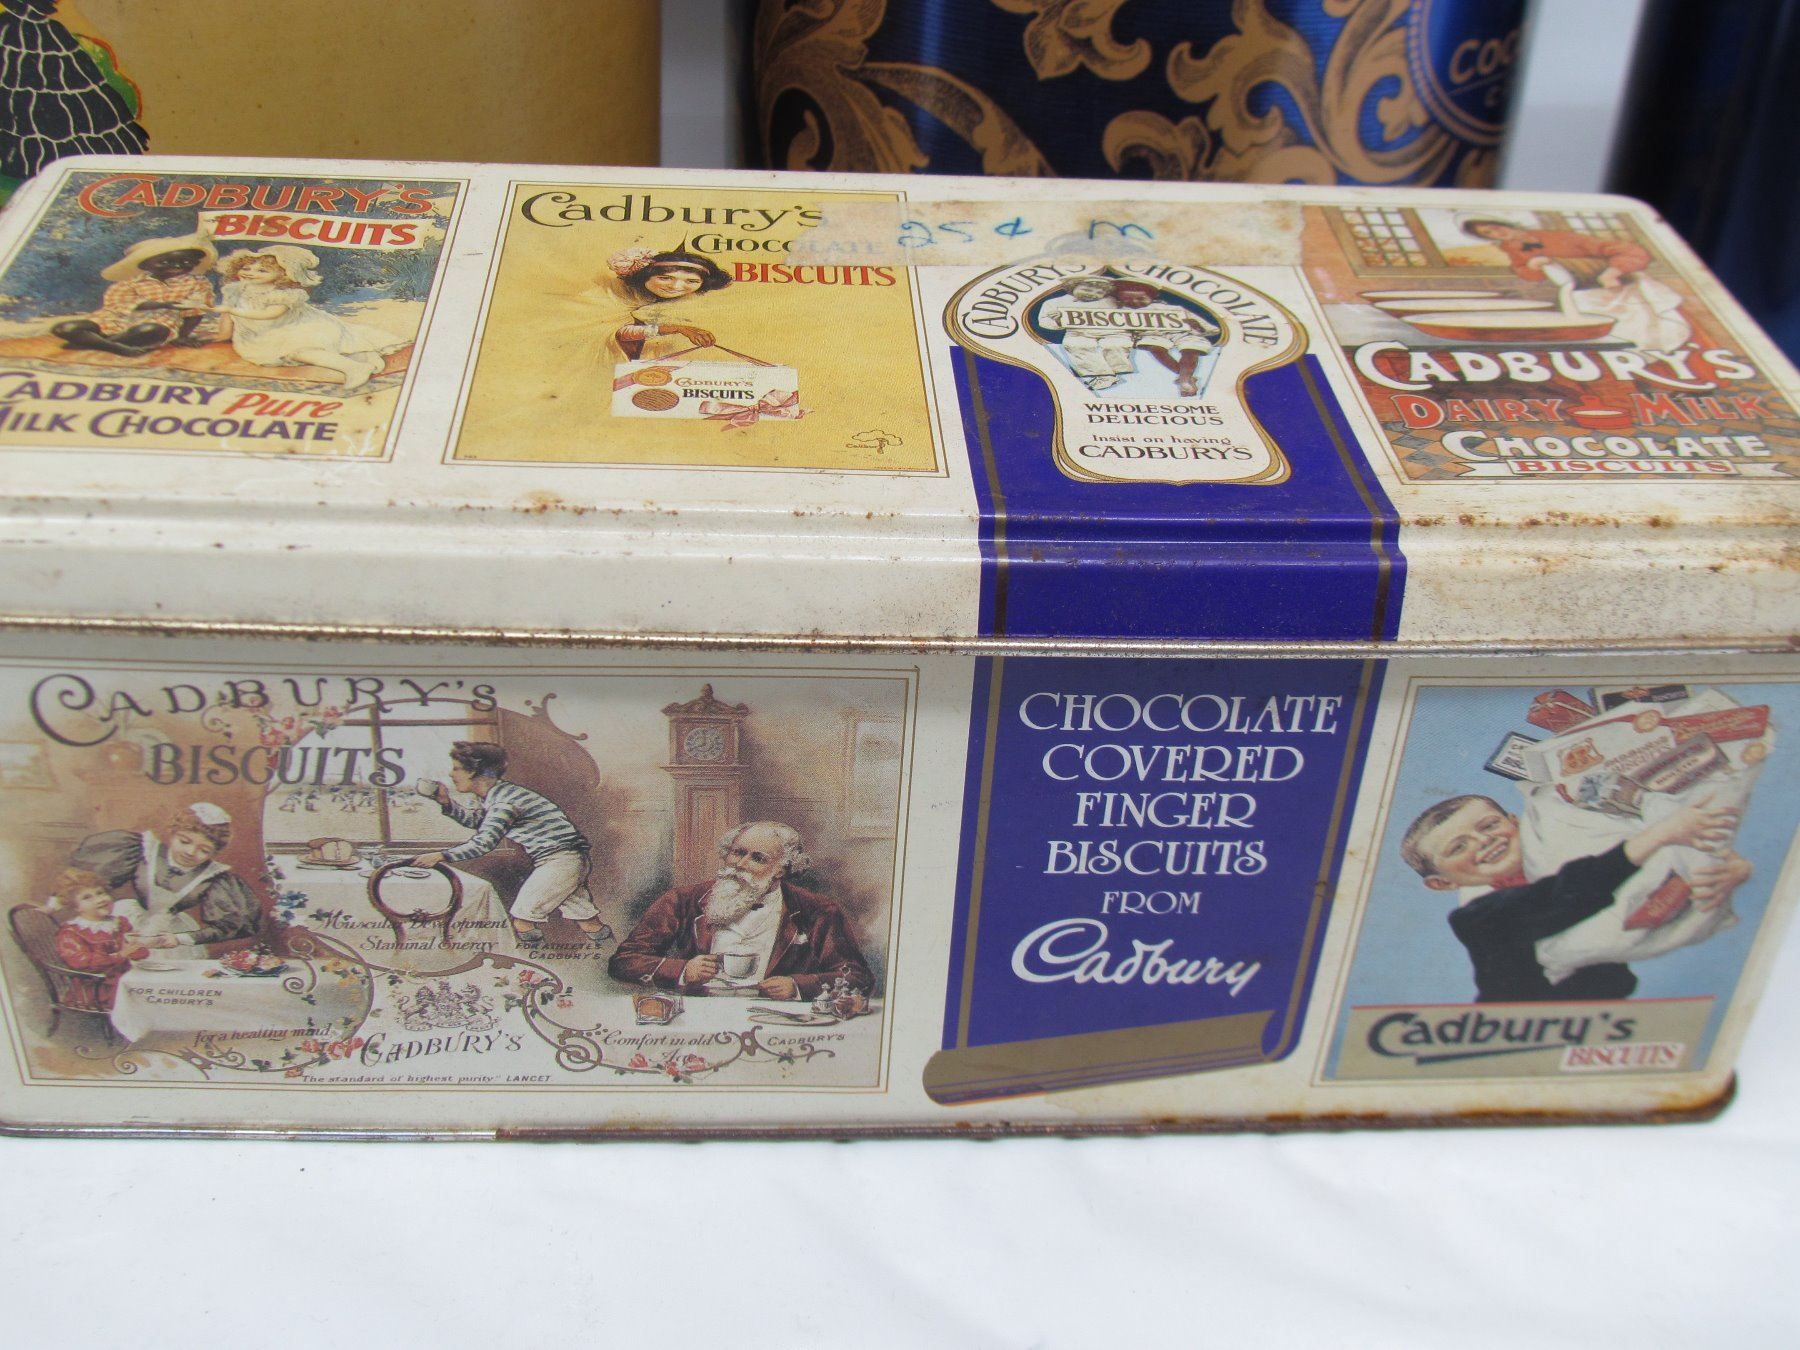 COO
CADBURY'S
BISCUITS
CADBURY Pure
MILK CHOCOLATE
Cadbury's
CHOCOLATE
BISCUITS
CADBURY'S
BISCUITS
Cadbury
25¢ M
CADBURY'S CHOCOLATE
BISCUITS
WHOLESOME
DELICIOUS
Insist on having
CADBURY'S
CADBURY'S
DAIRY MILK
CHOCOLATE
BISCUITS
CADBURY'S
BISCUITS
Muscular Development
Staminal Energy
FOR ATHLETES
CADBURY'S
FOR CHILDREN
CADBURY'S
for a healthy mind
CADBURY'S
Comfort in old
Age
CADBURY'S
"The standard of highest purity" LANCET
CHOCOLATE
COVERED
FINGER
BISCUITS
FROM
Cadbury
Cadbury's
BISCUITS